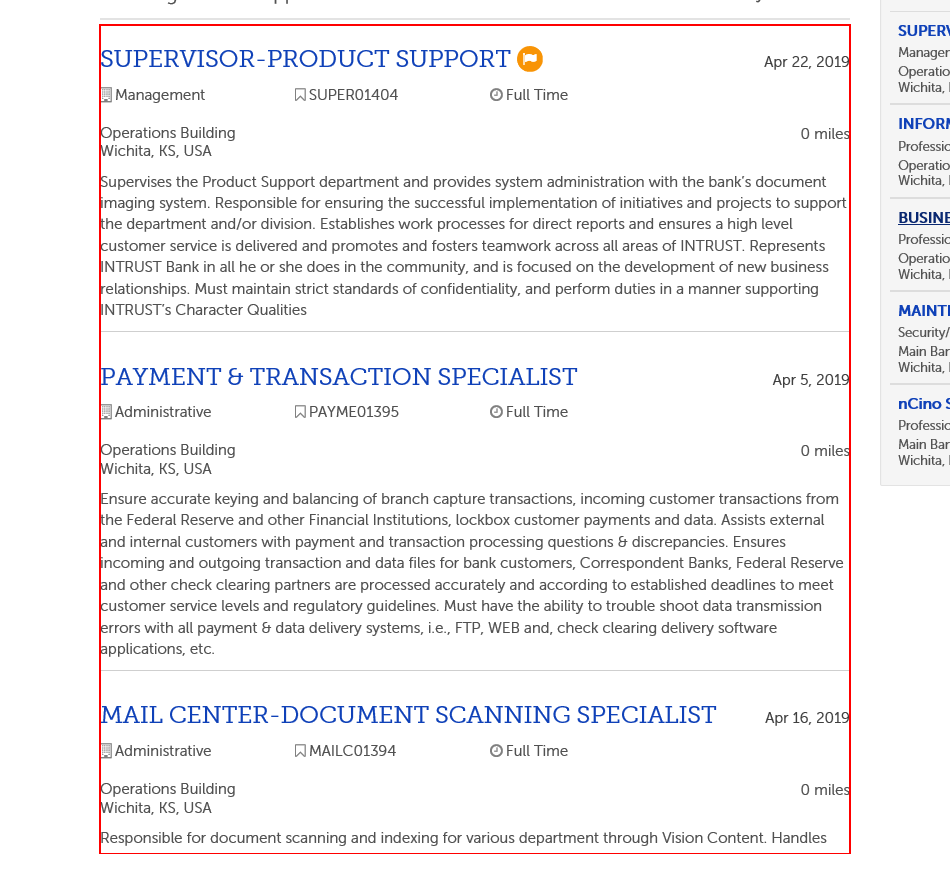 SUPERVISOR-PRODUCT SUPPORT
Apr 22, 2019
Management SUPER01404 Full Time
Operations Building
0 miles
Wichita, KS, USA
Supervises the Product Support department and provides system administration with the bank's document
imaging system. Responsible for ensuring the successful implementation of initiatives and projects to support
the department and/or division. Establishes work processes for direct reports and ensures a high level
customer service is delivered and promotes and fosters teamwork across all areas of INTRUST. Represents
INTRUST Bank in all he or she does in the community, and is focused on the development of new business
relationships. Must maintain strict standards of confidentiality, and perform duties in a manner supporting
INTRUST's Character Qualities
PAYMENT & TRANSACTION SPECIALIST
Apr 5, 2019
Administrative PAYME01395 Full Time
Operations Building
0 miles
Wichita, KS, USA
Ensure accurate keying and balancing of branch capture transactions, incoming customer transactions from
the Federal Reserve and other Financial Institutions, lockbox customer payments and data. Assists external
and internal customers with payment and transaction processing questions & discrepancies. Ensures
incoming and outgoing transaction and data files for bank customers, Correspondent Banks, Federal Reserve
and other check clearing partners are processed accurately and according to established deadlines to meet
customer service levels and regulatory guidelines. Must have the ability to trouble shoot data transmission
errors with all payment & data delivery systems, i.e., FTP, WEB and, check clearing delivery software
applications, etc.
MAIL CENTER-DOCUMENT SCANNING SPECIALIST
Apr 16, 2019
Administrative MAILC01394 Full Time
Operations Building
0 miles
Wichita, KS, USA
Responsible for document scanning and indexing for various department through Vision Content. Handles
SUPERV
Managem
Operatio
Wichita,
INFORM
Professio
Operatio
Wichita,
BUSINE
Professio
Operatio
Wichita,
MAINT
Security/
Main Ban
Wichita,
nCino S
Professio
Main Ban
Wichita,